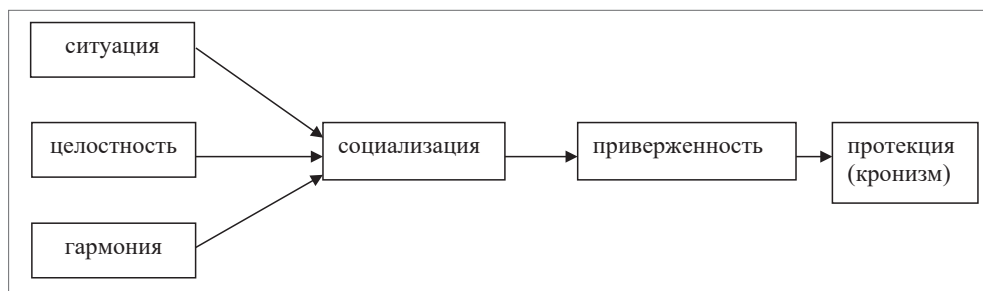 ситуация
целостность
гармония
социализация
приверженность
протекция
(кронизм)